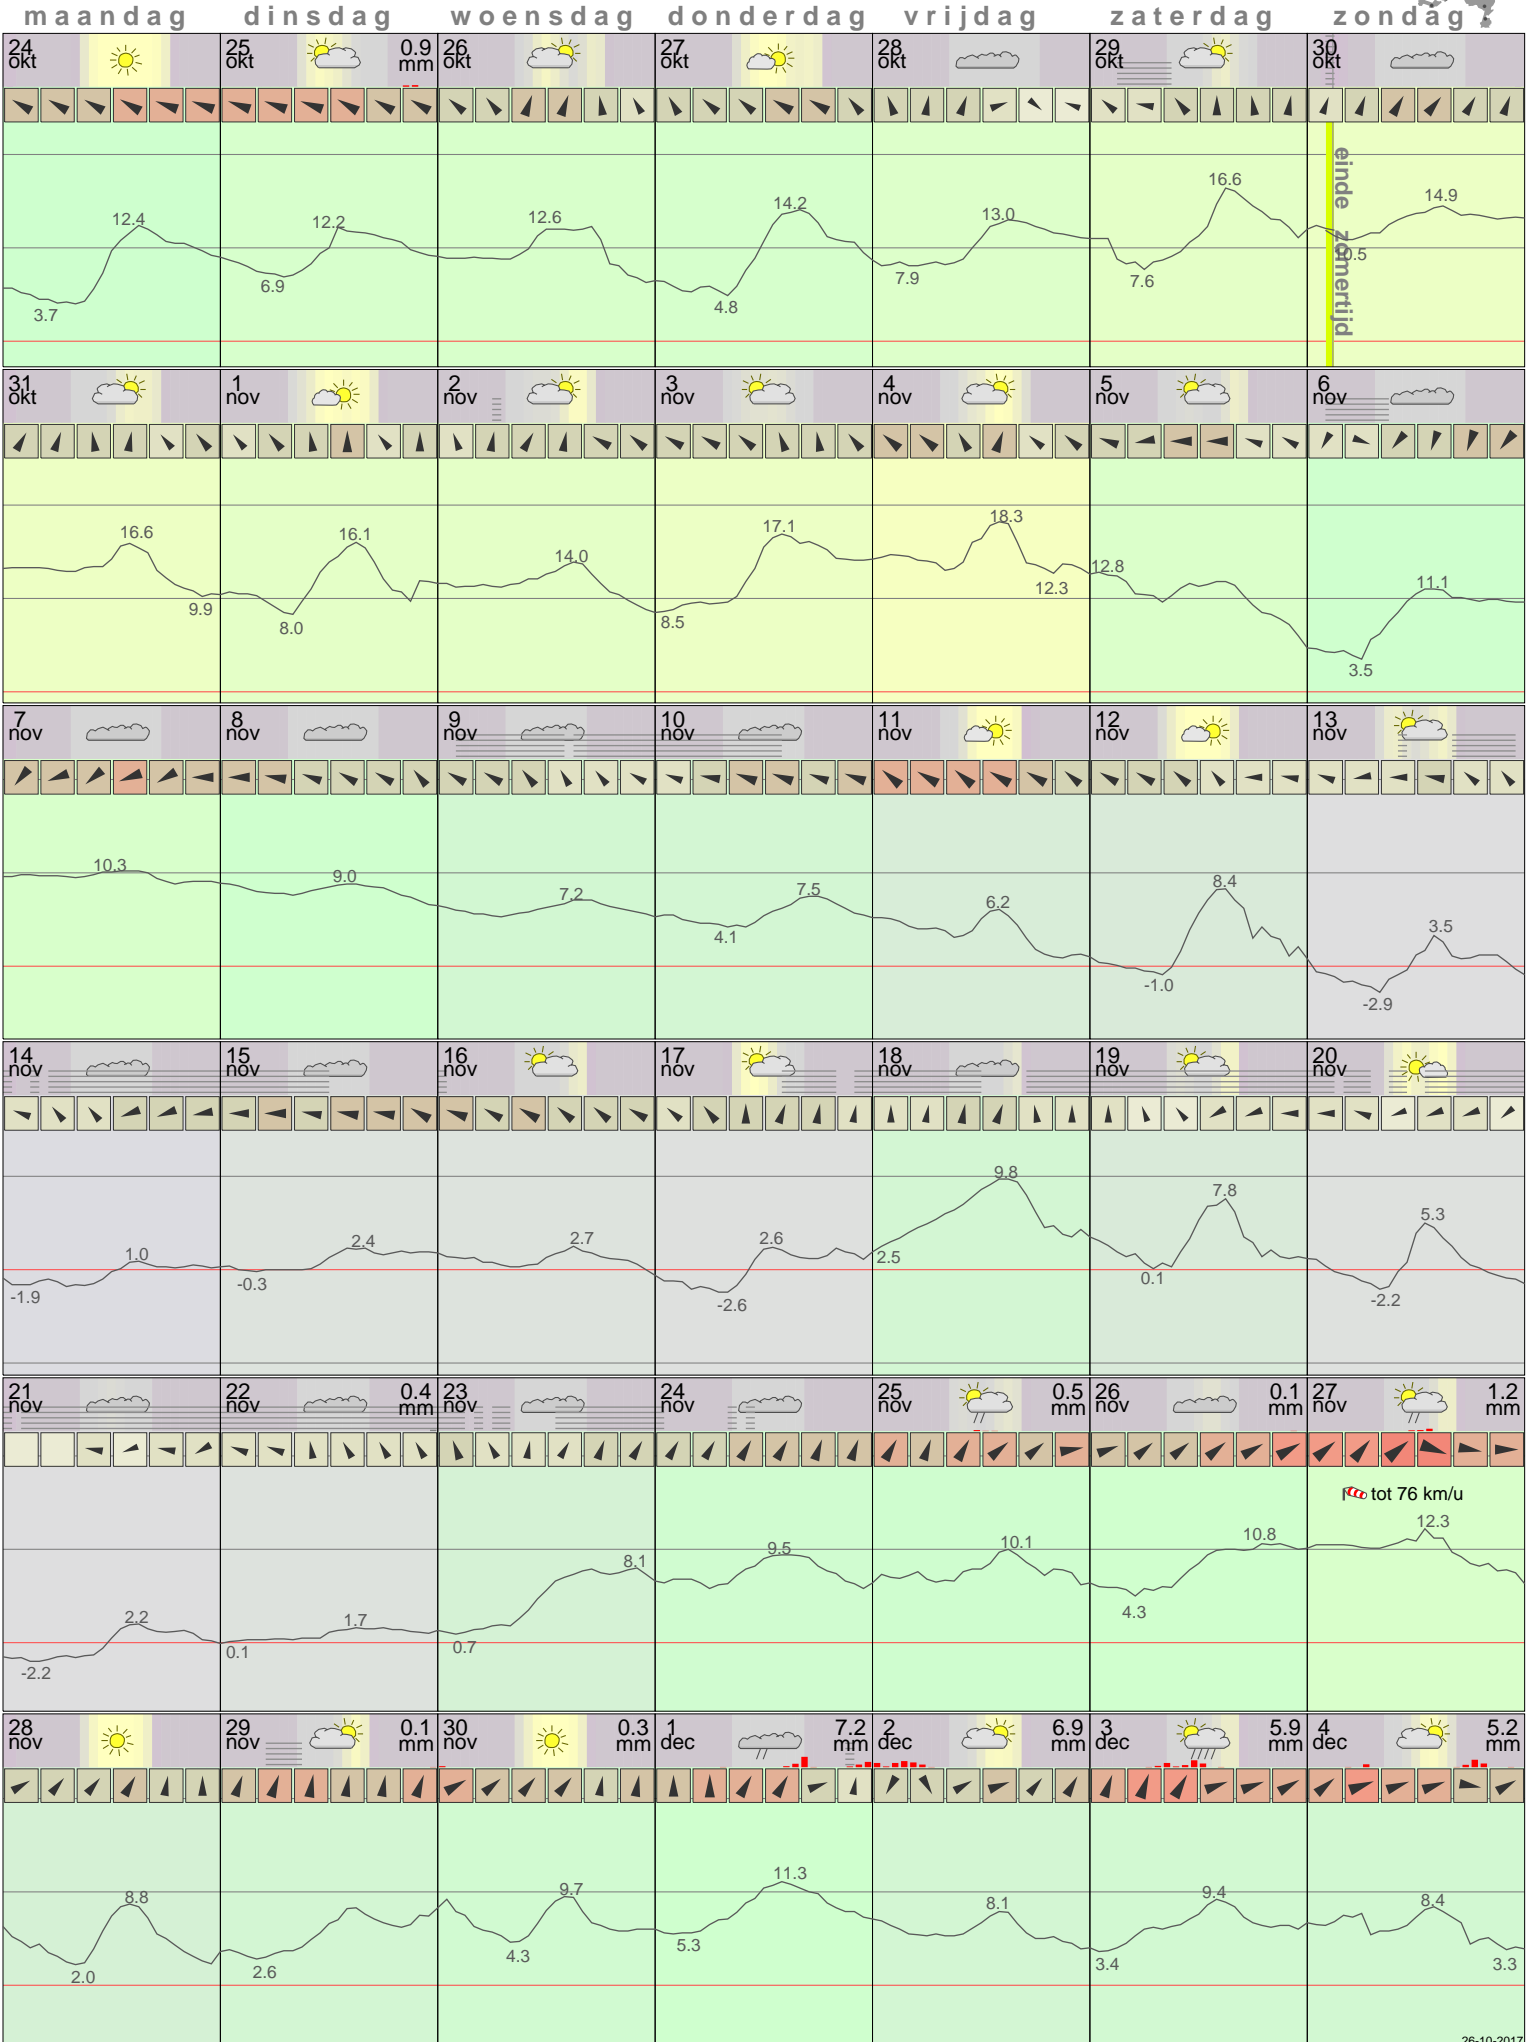 maandag dinsdag woensdag donderdag vrijdag zaterdag zondag
24 okt
25 okt 0.9 mm
26 okt
27 okt
28 okt
29 okt
30 okt
12.4 3.7
12.2 6.9
12.6
14.2 4.8
13.0 7.9
16.6 7.6
14.9 10.5
einde zomertijd
31 okt
1 nov
2 nov
3 nov
4 nov
5 nov
6 nov
16.6 9.9
16.1 8.0
14.0
17.1 8.5
18.3 12.3
12.8
11.1 3.5
7 nov
8 nov
9 nov
10 nov
11 nov
12 nov
13 nov
10.3
9.0
7.2
7.5 4.1
6.2
8.4 -1.0
3.5 -2.9
14 nov
15 nov
16 nov
17 nov
18 nov
19 nov
20 nov
1.0 -1.9
2.4 -0.3
2.7
2.6 -2.6
9.8 2.5
7.8 0.1
5.3 -2.2
21 nov
22 nov 0.4 mm
23 nov
24 nov
25 nov 0.5 mm
26 nov 0.1 mm
27 nov 1.2 mm
tot 76 km/u
2.2 -2.2
1.7 0.1
8.1 0.7
9.5
10.1
10.8 4.3
12.3
28 nov
29 nov 0.1 mm
30 nov 0.3 mm
1 dec 7.2 mm
2 dec 6.9 mm
3 dec 5.9 mm
4 dec 5.2 mm
8.8 2.0
2.6
9.7 4.3
11.3 5.3
8.1
9.4 3.4
8.4 3.3
26-10-2017